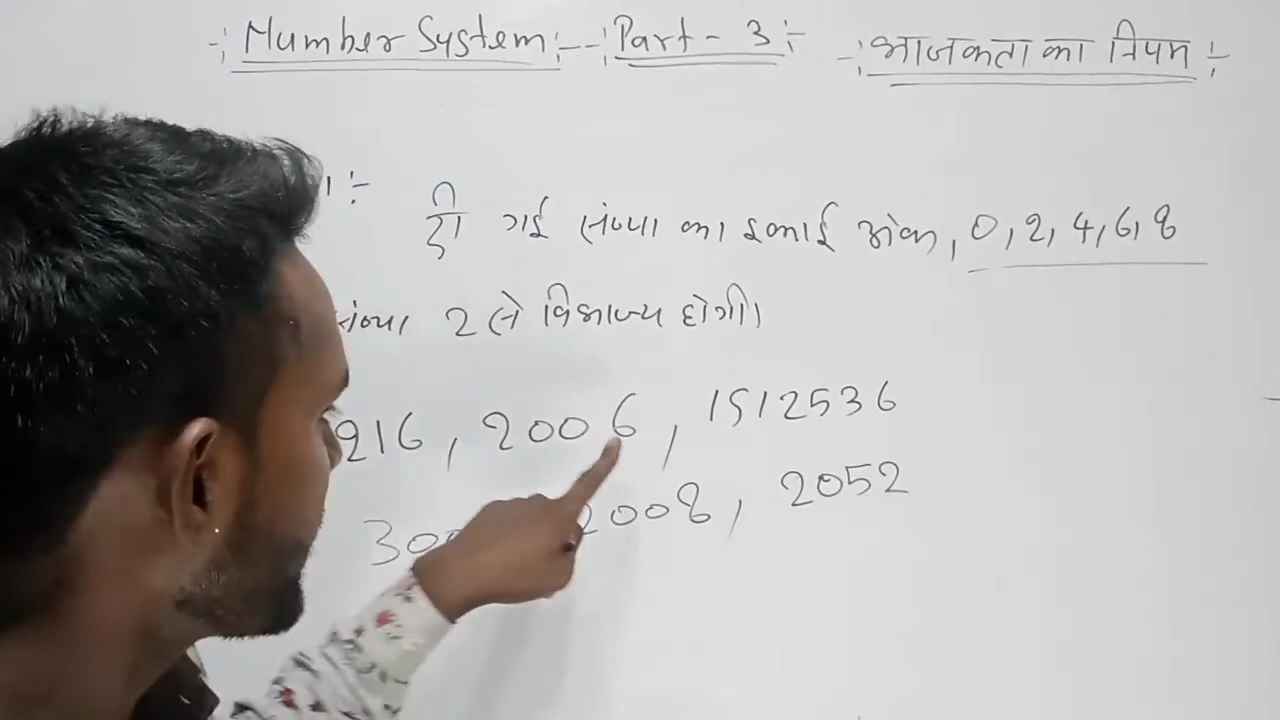 -: Number System :- -: Part - 3 :- -: भाजकता का नियम :-
:- दी गई संख्या का इकाई अंक, 0, 2, 4, 6, 8
संख्या 2 से विभाज्य होगी।
216, 2006, 1512536
2008, 2052